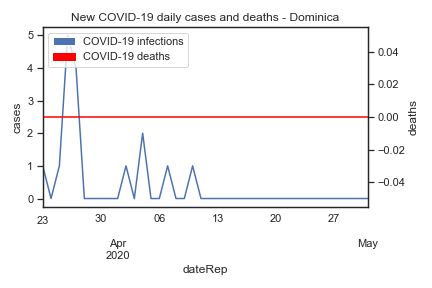 New COVID-19 daily cases and deaths - Dominica
COVID-19 infections
COVID-19 deaths
5
4
3
2
1
0
cases
0.04
0.02
0.00
−0.02
−0.04
deaths
23 30 06 13 20 27
Apr May
2020
dateRep